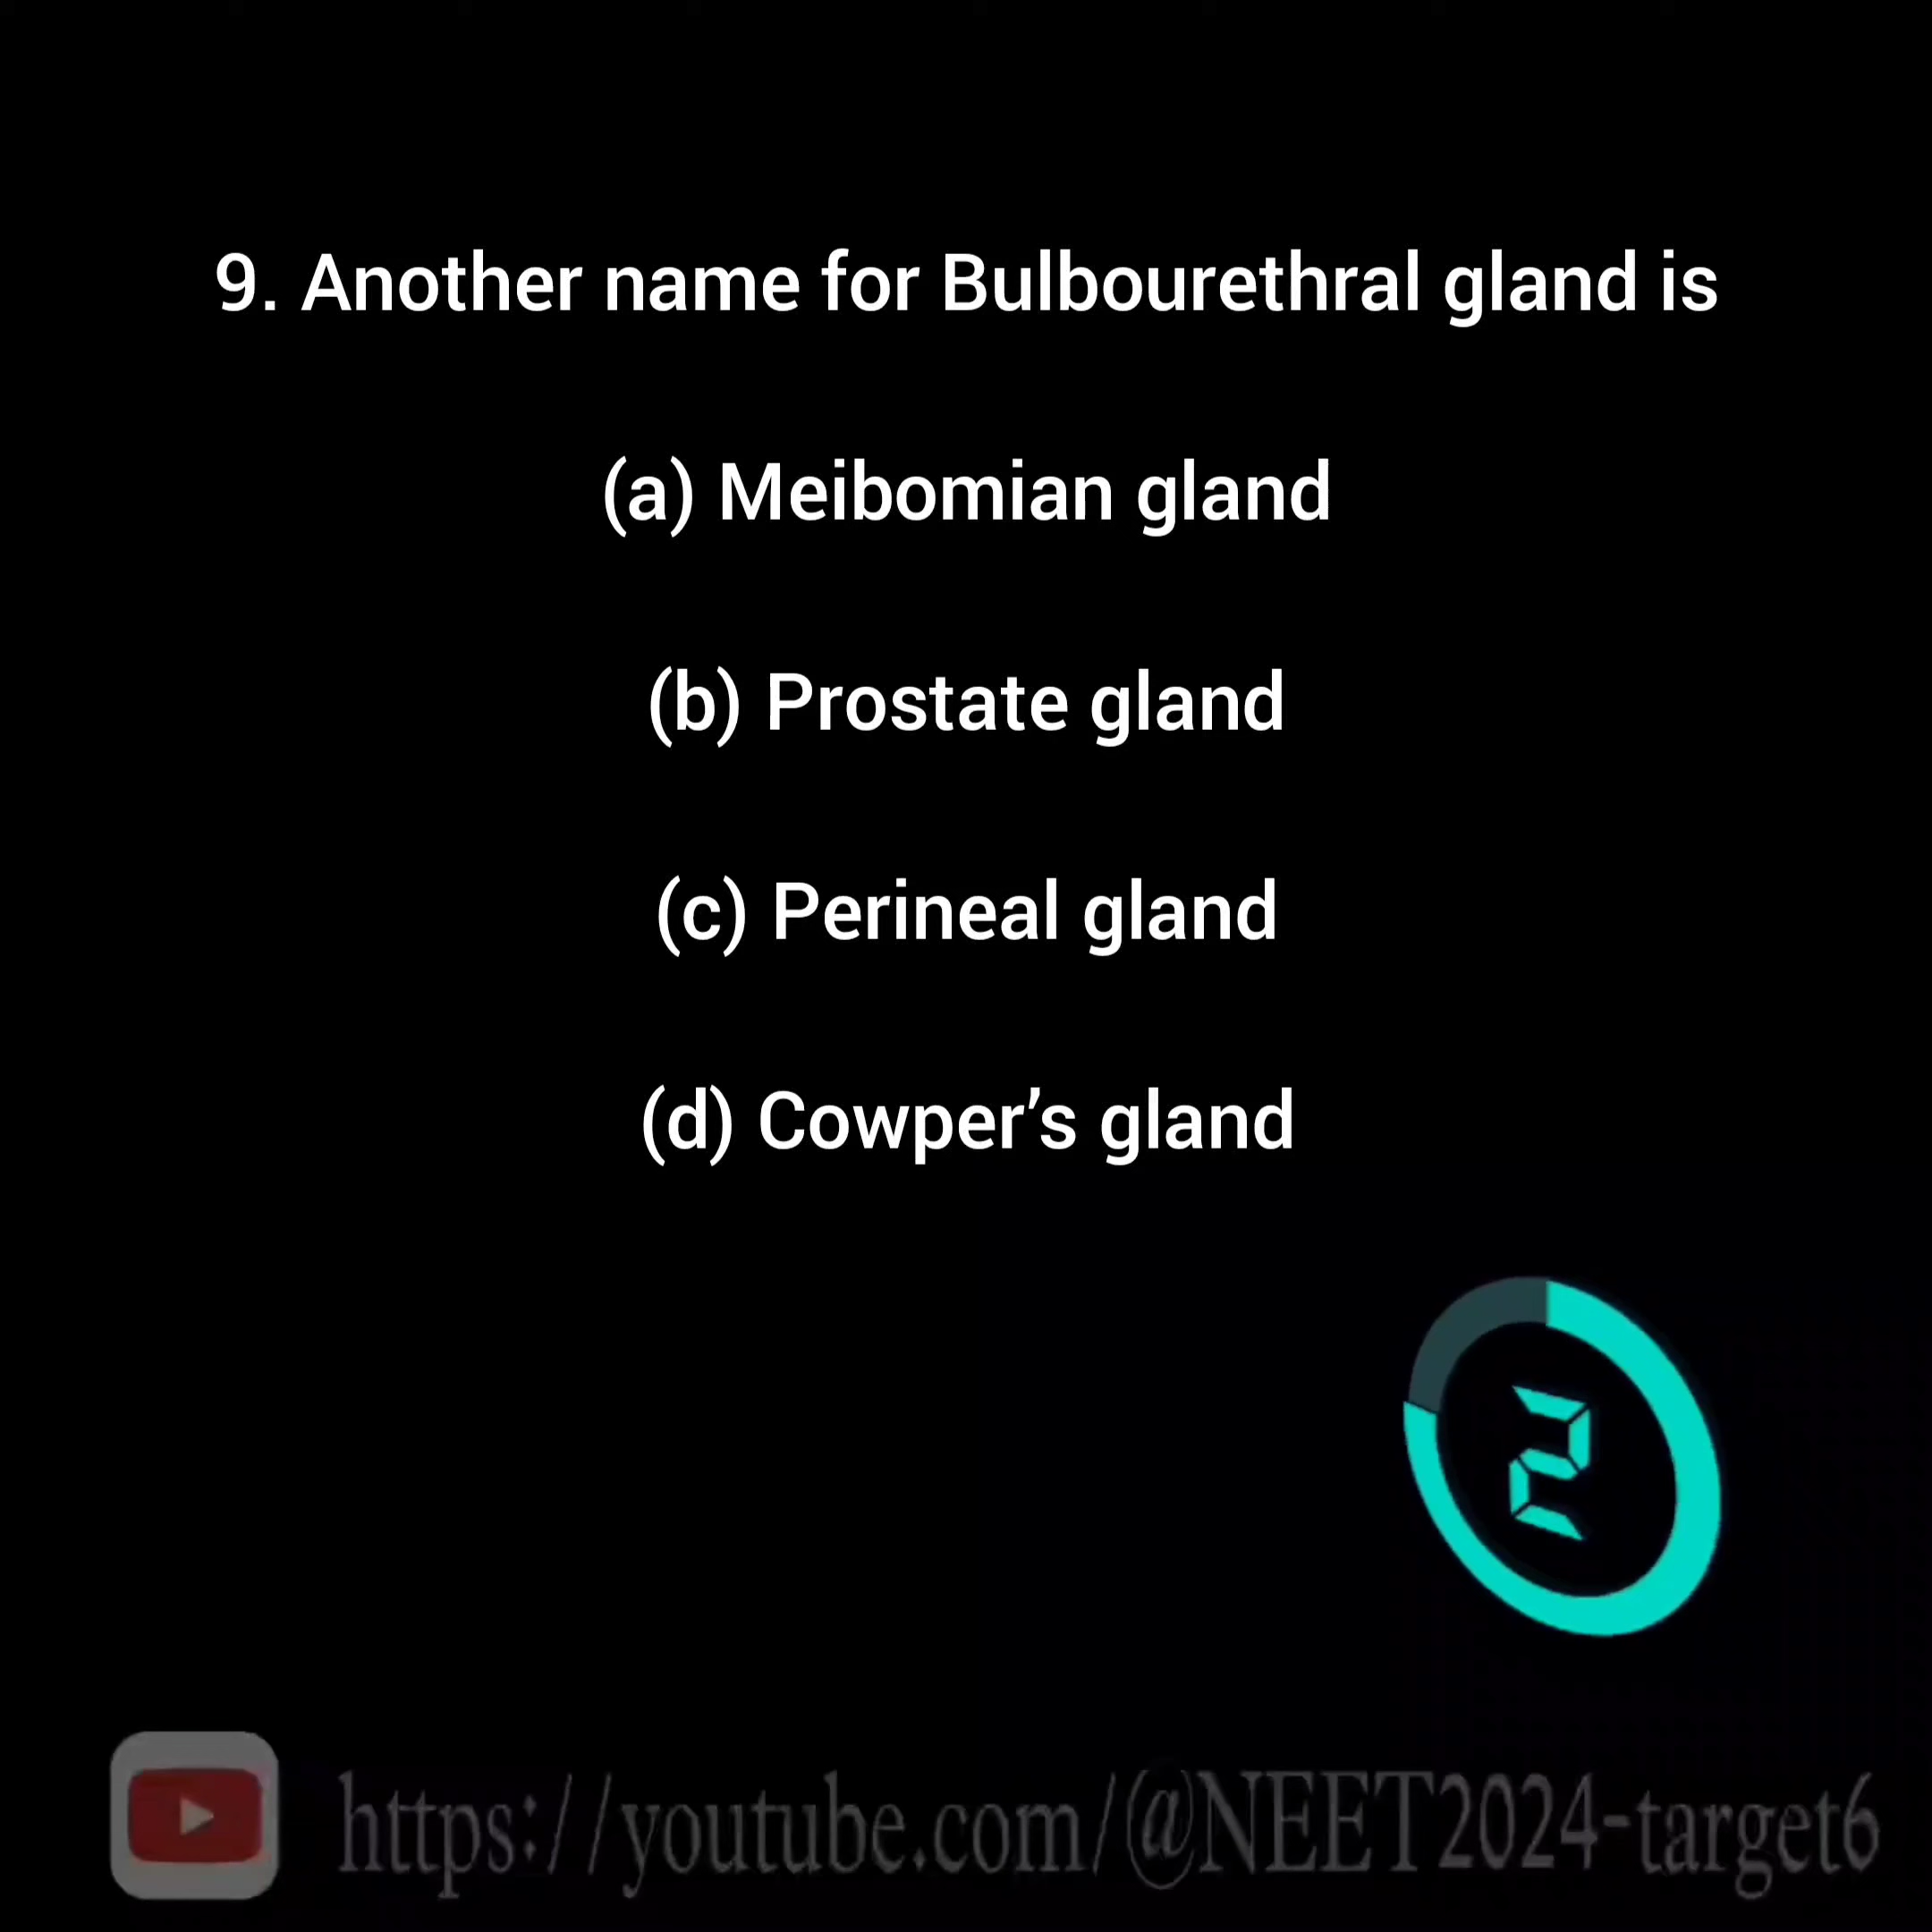 9. Another name for Bulbourethral gland is
(a) Meibomian gland
(b) Prostate gland
(c) Perineal gland
(d) Cowper’s gland
2
https://youtube.com/@NEET2024-target6